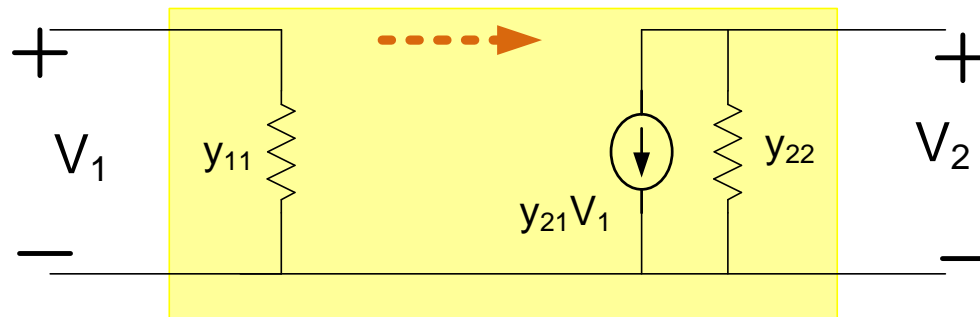 +
+
V₁
y₁₁
y₂₁V₁
y₂₂
V₂
−
−